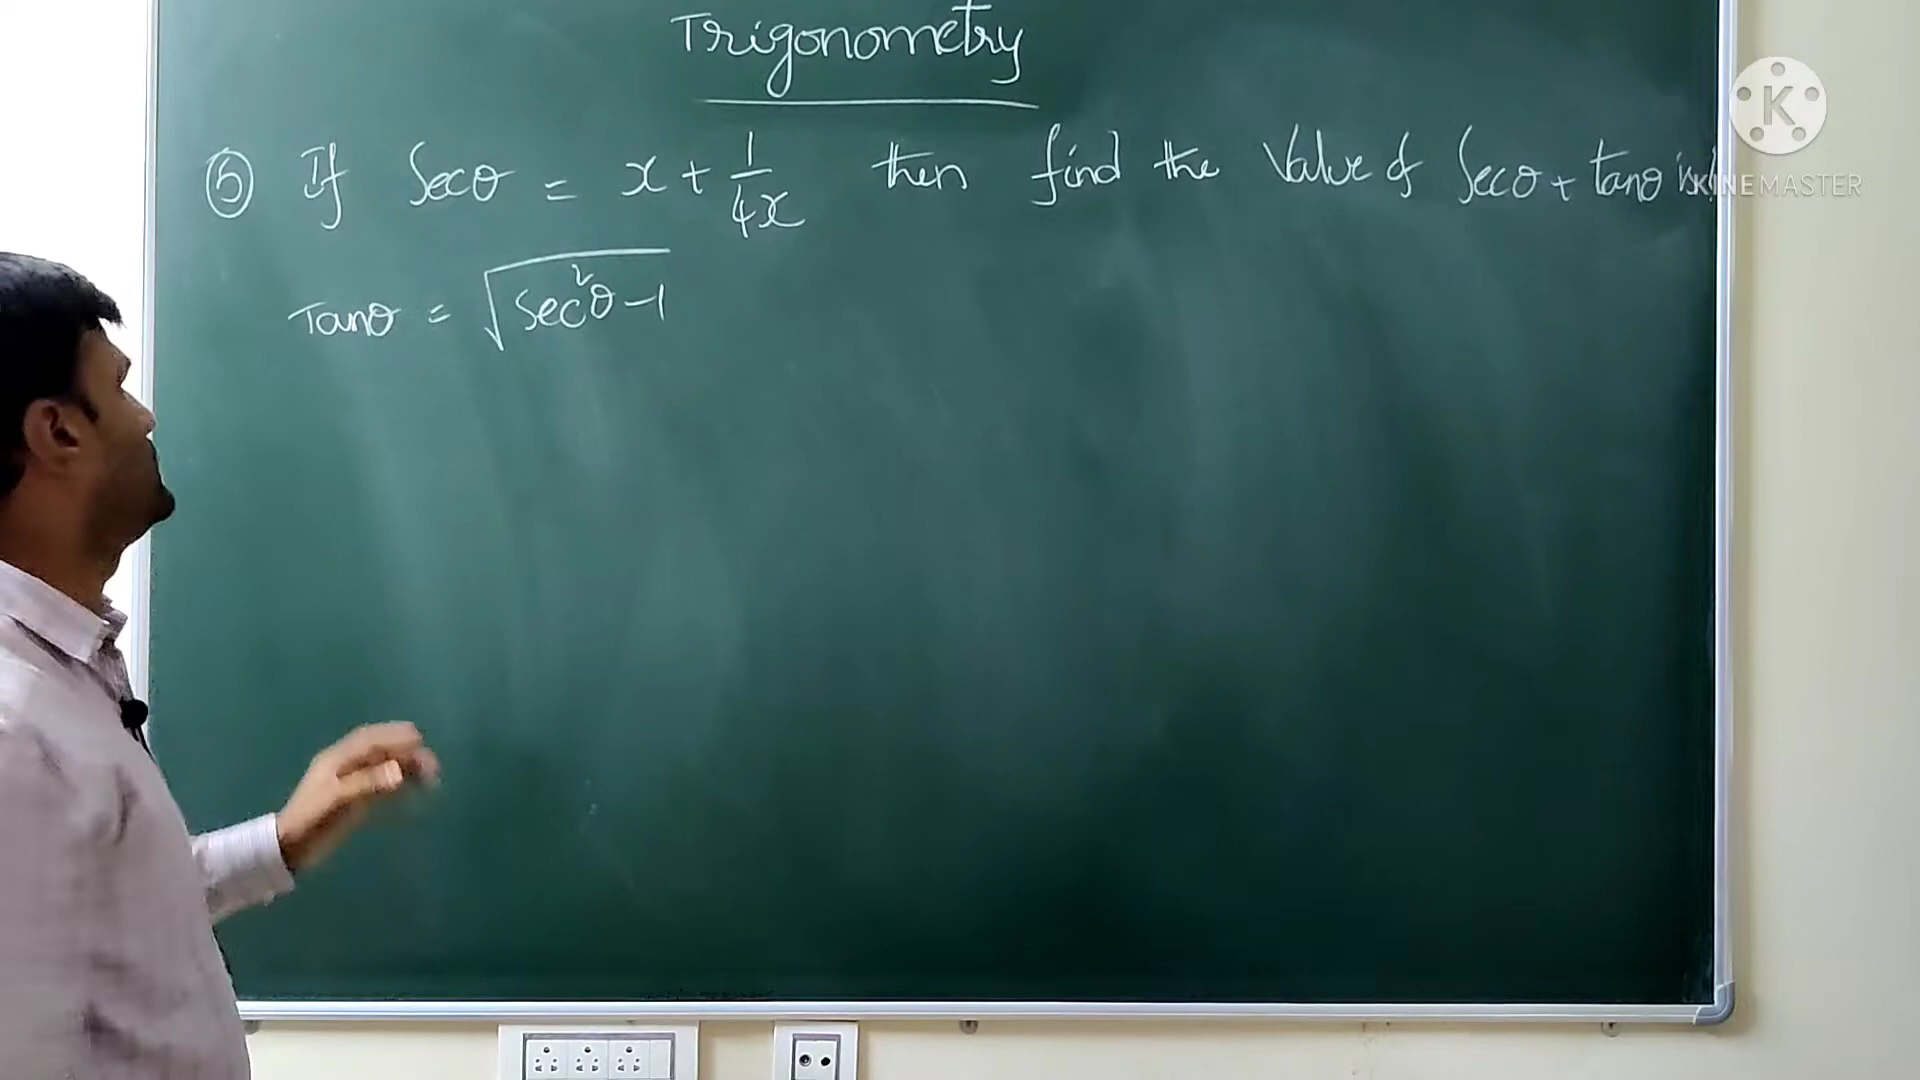 Trigonometry
⑤ If Secθ = x + 1/4x then find the Value of Secθ + tanθ is
Tanθ = √sec²θ-1
K
KINEMASTER